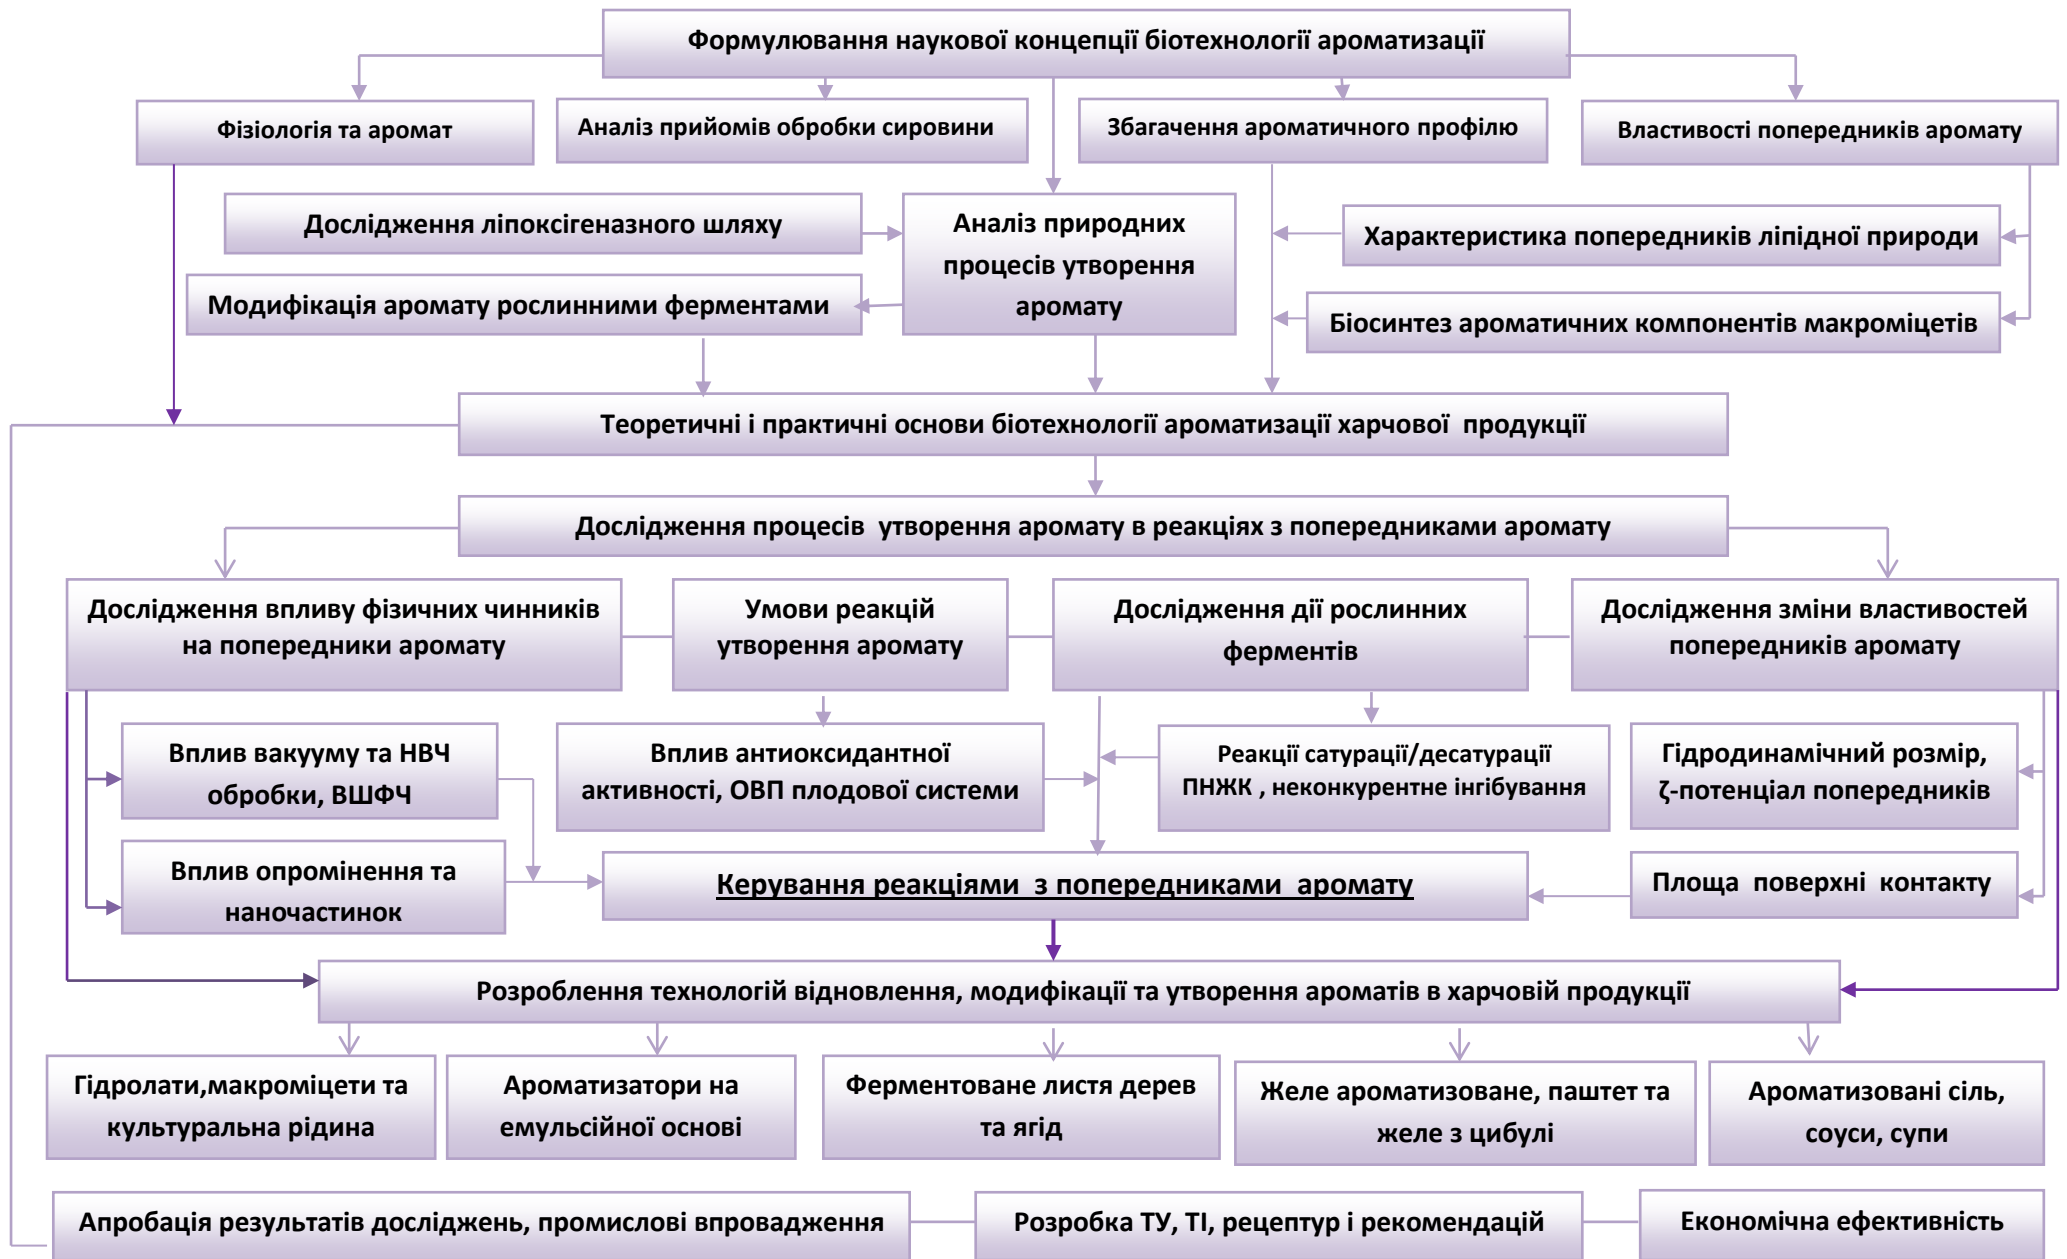 Формулювання наукової концепції біотехнології ароматизації
Фізіологія та аромат
Аналіз прийомів обробки сировини
Збагачення ароматичного профілю
Властивості попередників аромату
Дослідження ліпоксігеназного шляху
Аналіз природних
процесів утворення
аромату
Характеристика попередників ліпідної природи
Модифікація аромату рослинними ферментами
Біосинтез ароматичних компонентів макроміцетів
Теоретичні і практичні основи біотехнології ароматизації харчової продукції
Дослідження процесів утворення аромату в реакціях з попередниками аромату
Дослідження впливу фізичних чинників
на попередники аромату
Умови реакцій
утворення аромату
Дослідження дії рослинних
ферментів
Дослідження зміни властивостей
попередників аромату
Вплив вакууму та НВЧ
обробки, ВШФЧ
Вплив антиоксидантної
активності, ОВП плодової системи
Реакції сатурації/десатурації
ПНЖК , неконкурентне інгібування
Гідродинамічний розмір,
ζ-потенціал попередників
Вплив опромінення та
наночастинок
Керування реакціями з попередниками аромату
Площа поверхні контакту
Розроблення технологій відновлення, модифікації та утворення ароматів в харчовій продукції
Гідролати,макроміцети та
культуральна рідина
Ароматизатори на
емульсійної основі
Ферментоване листя дерев
та ягід
Желе ароматизоване, паштет та
желе з цибулі
Ароматизовані сіль,
соуси, супи
Апробація результатів досліджень, промислові впровадження
Розробка ТУ, ТІ, рецептур і рекомендацій
Економічна ефективність